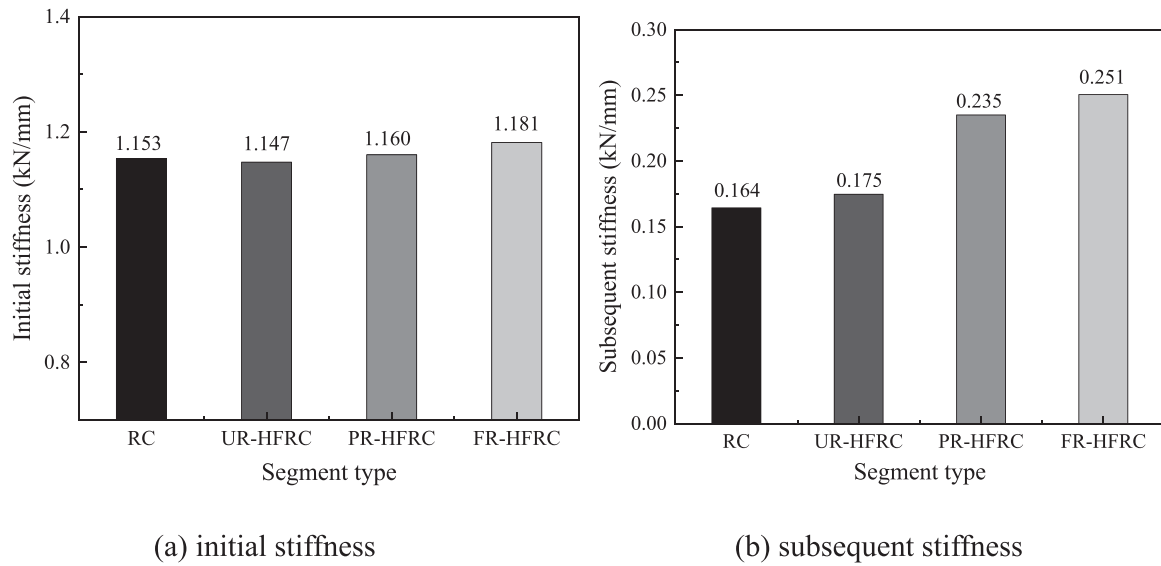 1.4
1.2
1.0
0.8
Initial stiffness (kN/mm)
1.153
1.147
1.160
1.181
RC
UR-HFRC
PR-HFRC
FR-HFRC
Segment type
(a) initial stiffness
0.30
0.25
0.20
0.15
0.10
0.05
0.00
Subsequent stiffness (kN/mm)
0.164
0.175
0.235
0.251
RC
UR-HFRC
PR-HFRC
FR-HFRC
Segment type
(b) subsequent stiffness